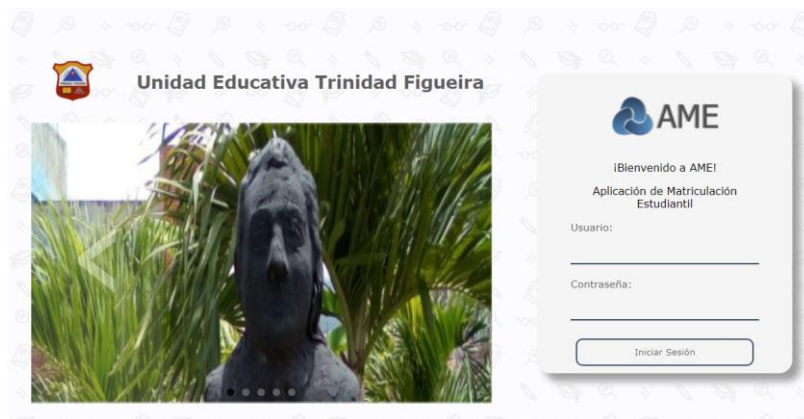 Unidad Educativa Trinidad Figueira
AME
¡Bienvenido a AME!
Aplicación de Matriculación
Estudiantil
Usuario:
Contraseña:
Iniciar Sesión